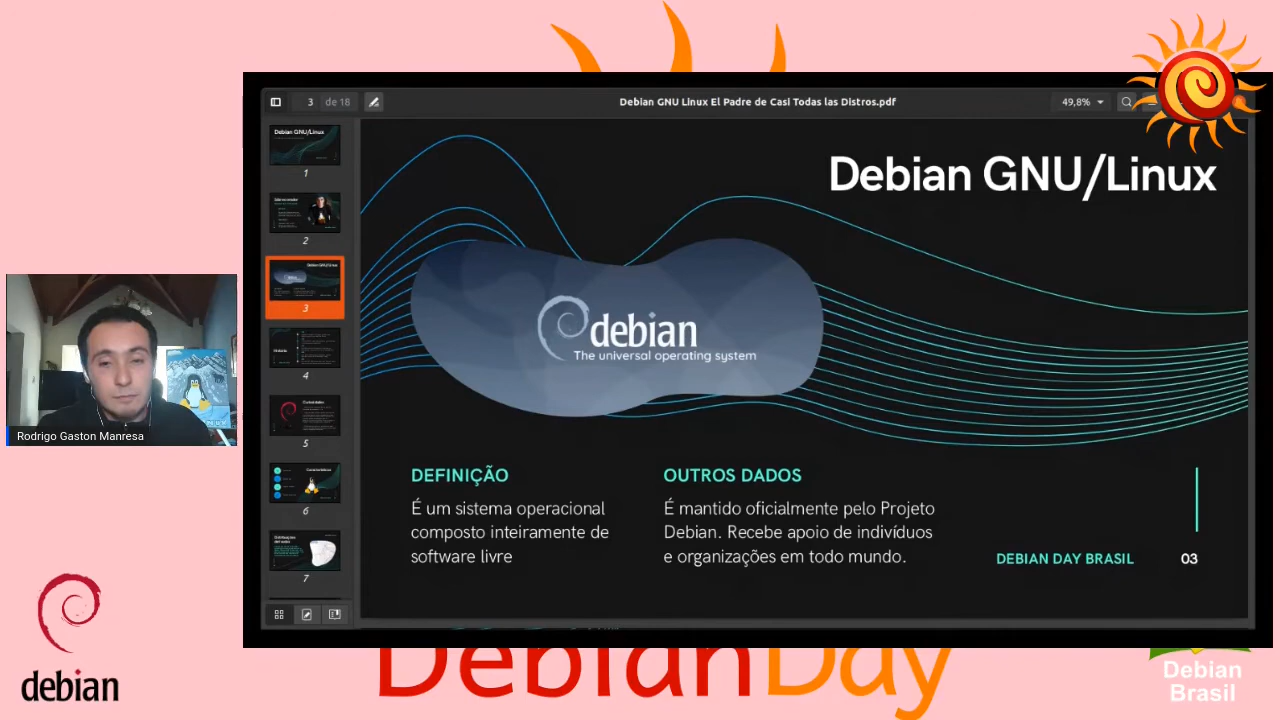 3 de 18
Debian GNU Linux El Padre de Casi Todas las Distros.pdf
49,8%
Debian GNU/Linux
1
2
3
4
5
6
7
Debian GNU/Linux
debian
The universal operating system
DEFINIÇÃO
É um sistema operacional
composto inteiramente de
software livre
OUTROS DADOS
É mantido oficialmente pelo Projeto
Debian. Recebe apoio de indivíduos
e organizações em todo mundo.
DEBIAN DAY BRASIL 03
Rodrigo Gaston Manresa
debian
DebianDay
Debian
Brasil